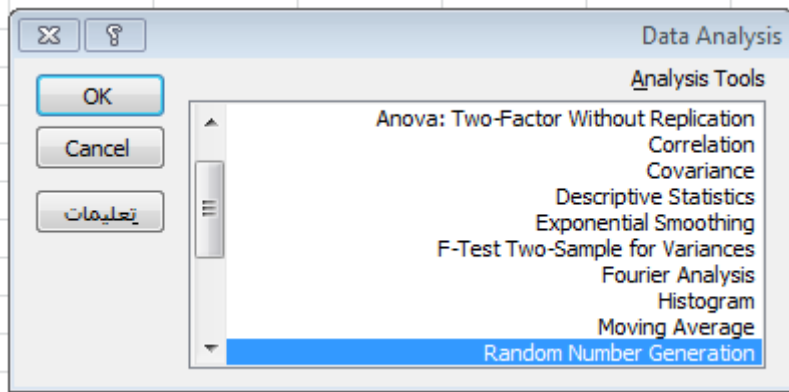 Data Analysis
Analysis Tools
Anova: Two-Factor Without Replication
Correlation
Covariance
Descriptive Statistics
Exponential Smoothing
F-Test Two-Sample for Variances
Fourier Analysis
Histogram
Moving Average
Random Number Generation
OK
Cancel
تعليمات